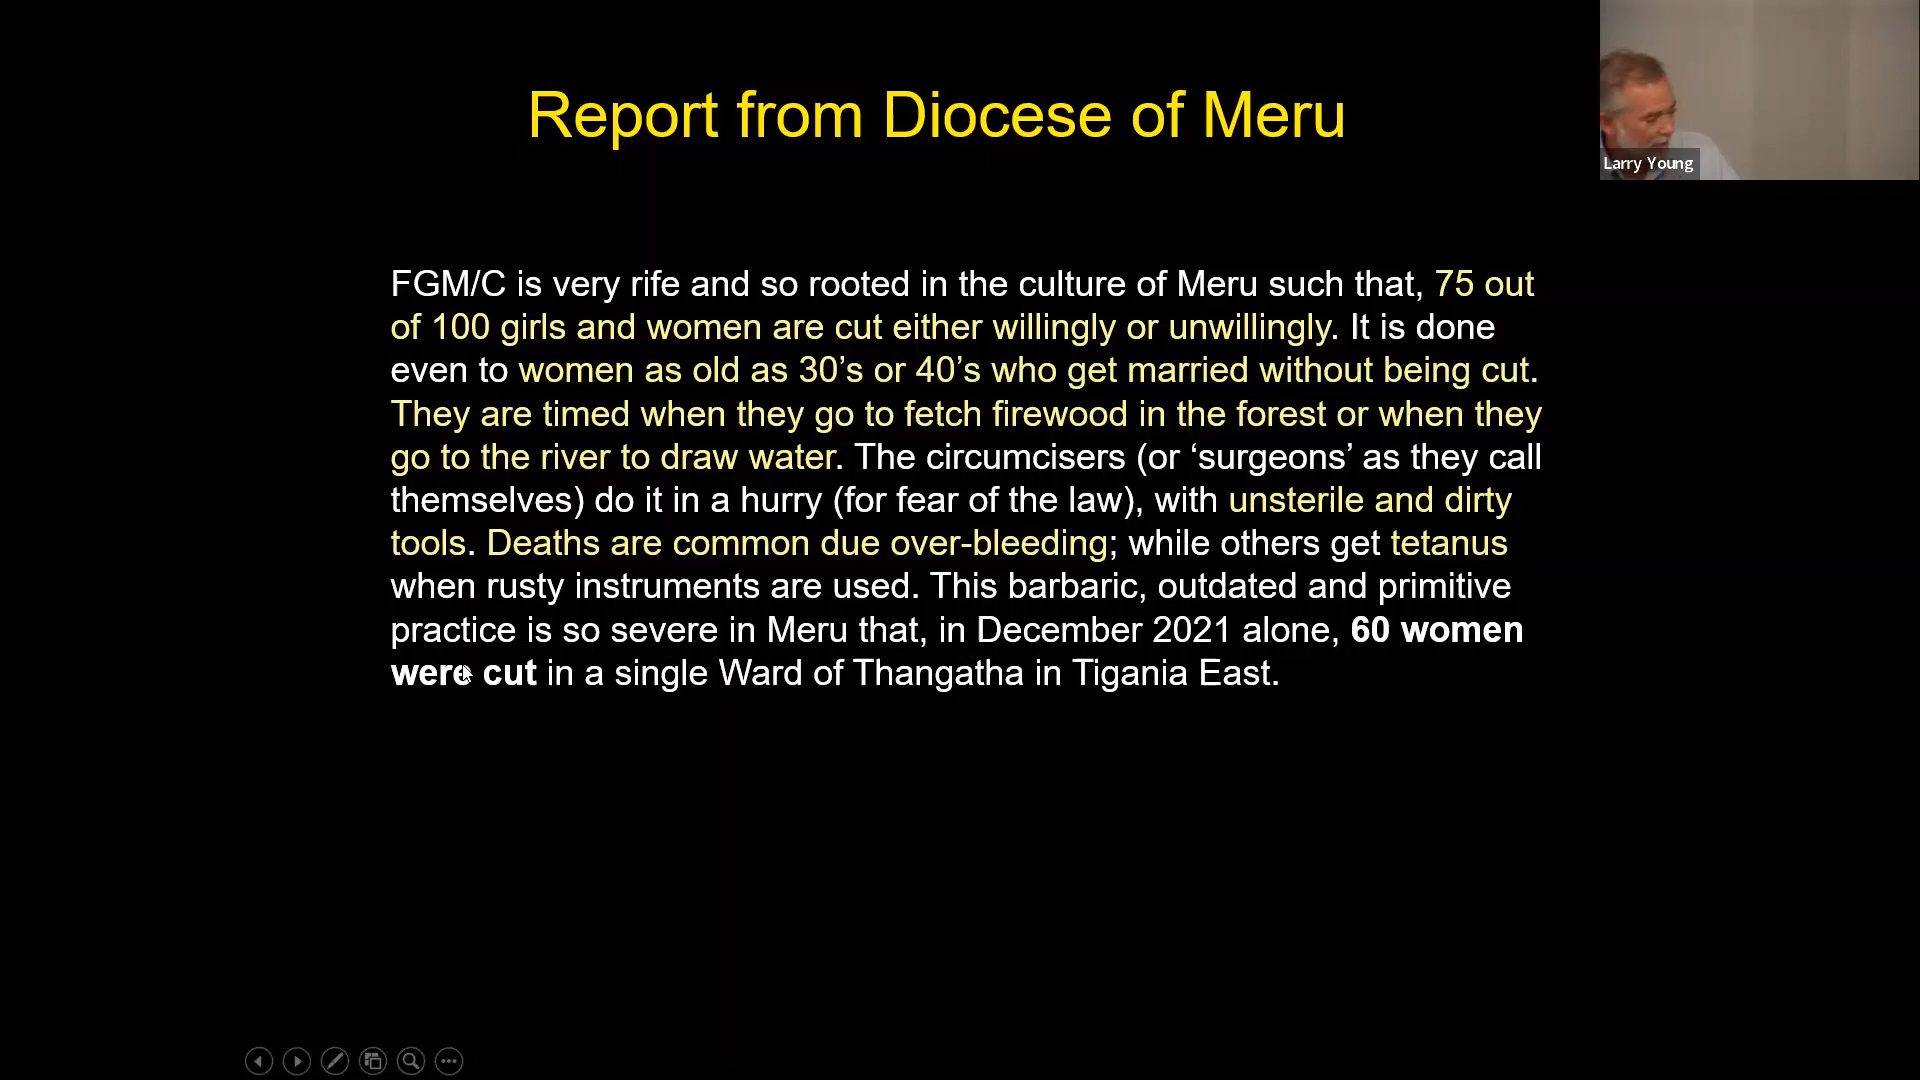 Report from Diocese of Meru
Larry Young
FGM/C is very rife and so rooted in the culture of Meru such that, 75 out
of 100 girls and women are cut either willingly or unwillingly. It is done
even to women as old as 30’s or 40’s who get married without being cut.
They are timed when they go to fetch firewood in the forest or when they
go to the river to draw water. The circumcisers (or ‘surgeons’ as they call
themselves) do it in a hurry (for fear of the law), with unsterile and dirty
tools. Deaths are common due over-bleeding; while others get tetanus
when rusty instruments are used. This barbaric, outdated and primitive
practice is so severe in Meru that, in December 2021 alone, 60 women
were cut in a single Ward of Thangatha in Tigania East.